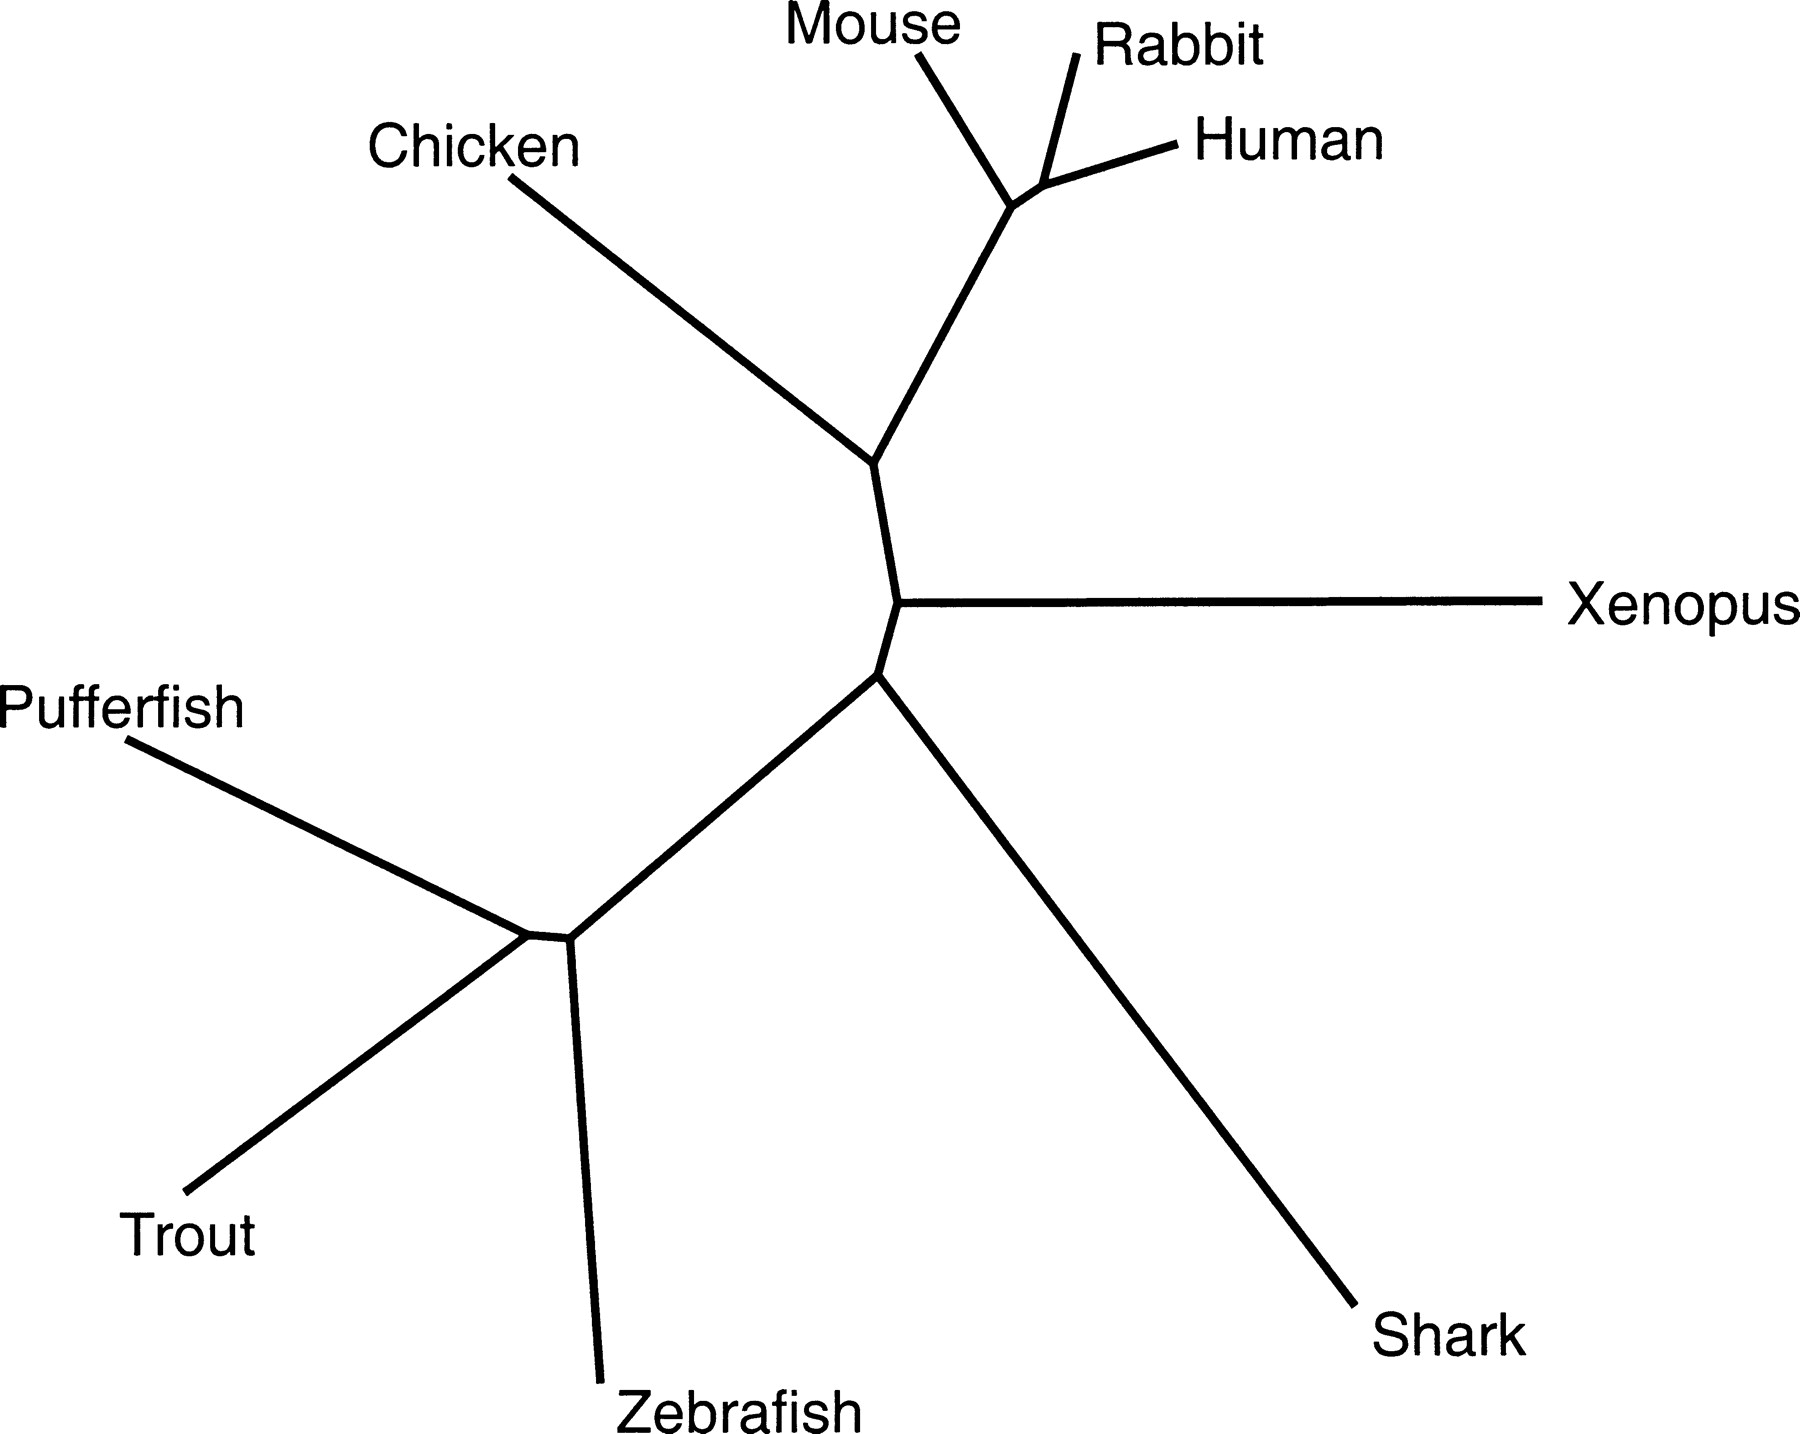 Mouse
Rabbit
Human
Chicken
Xenopus
Pufferfish
Trout
Shark
Zebrafish